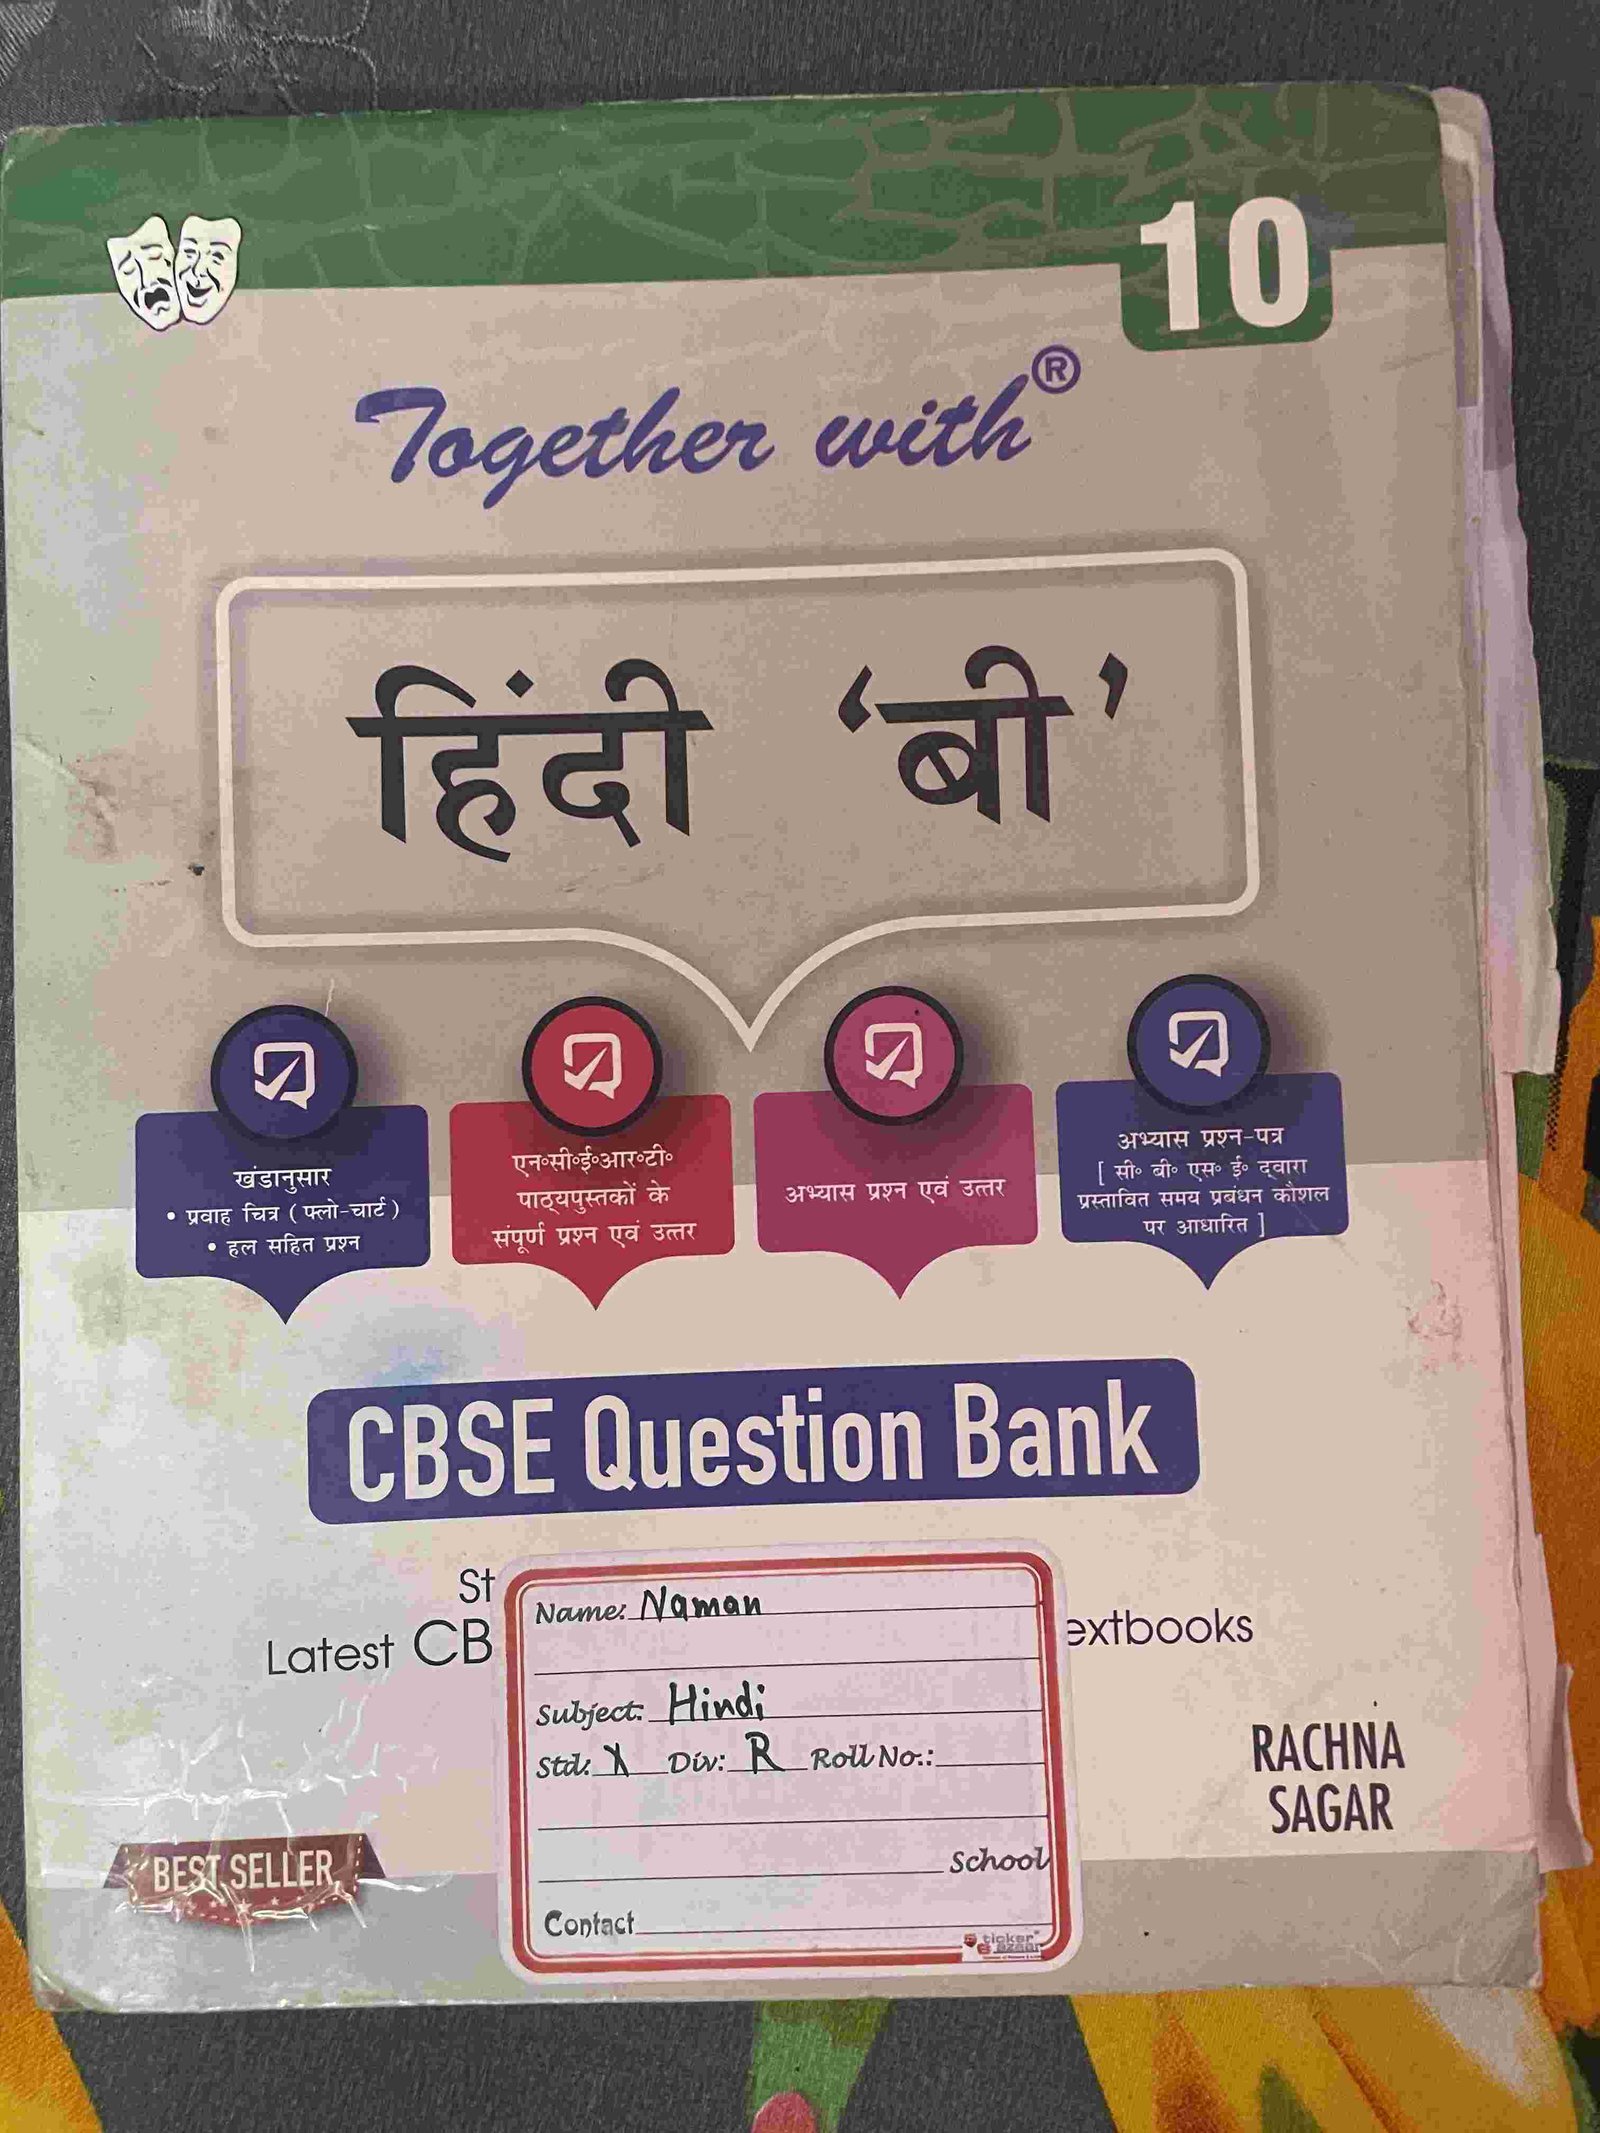 10
Together with®
हिंदी 'बी'
खंडानुसार
• प्रवाह चित्र (फ्लो-चार्ट)
• हल सहित प्रश्न
एन॰सी॰ई॰आर॰टी॰
पाठ्यपुस्तकों के
संपूर्ण प्रश्न एवं उत्तर
अभ्यास प्रश्न एवं उत्तर
अभ्यास प्रश्न-पत्र
[ सी॰ बी॰ एस॰ ई॰ द्वारा
प्रस्तावित समय प्रबंधन कौशल
पर आधारित ]
CBSE Question Bank
St
Latest CB extbooks
Name: Naman
Subject: Hindi
Std: X Div: R Roll No.:
School
Contact
RACHNA
SAGAR
BEST SELLER